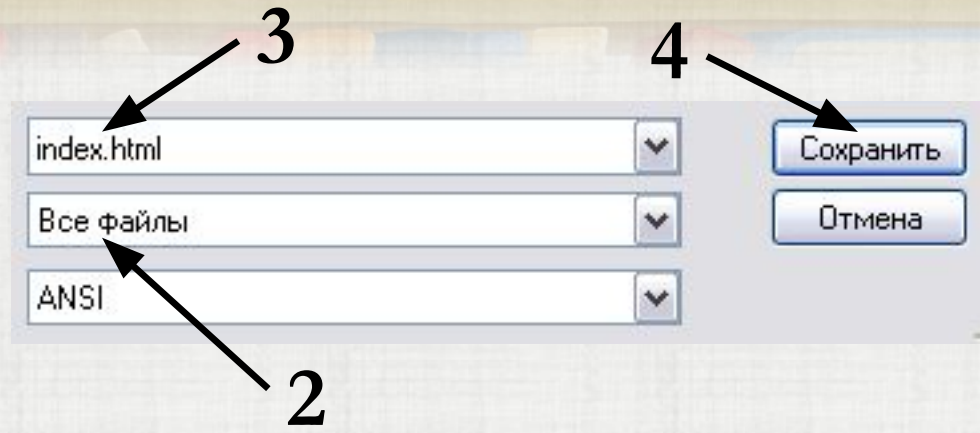 3
4
index.html
Сохранить
Все файлы
Отмена
ANSI
2